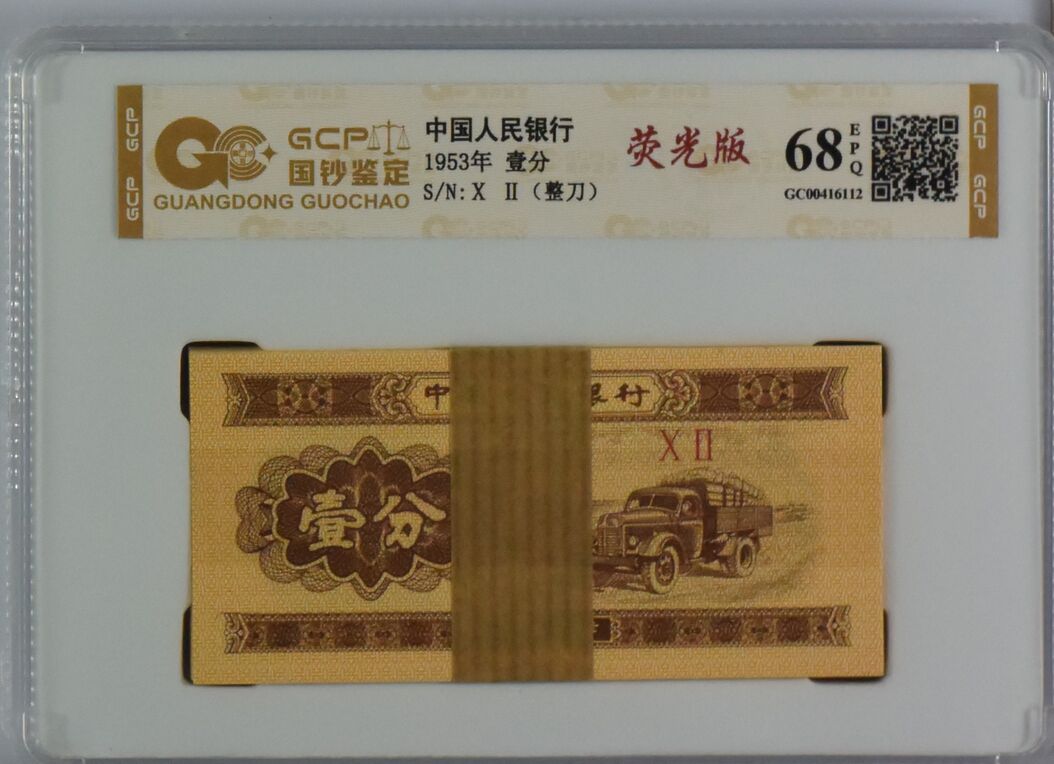 GCP
GCP
GC
GCP
国钞鉴定
GUANGDONG GUOCHAO
中国人民银行
1953年 壹分
S/N: X II (整刀)
荧光版
68
EPQ
GC00416112
GCP
GCP
中
银行
X II
壹分